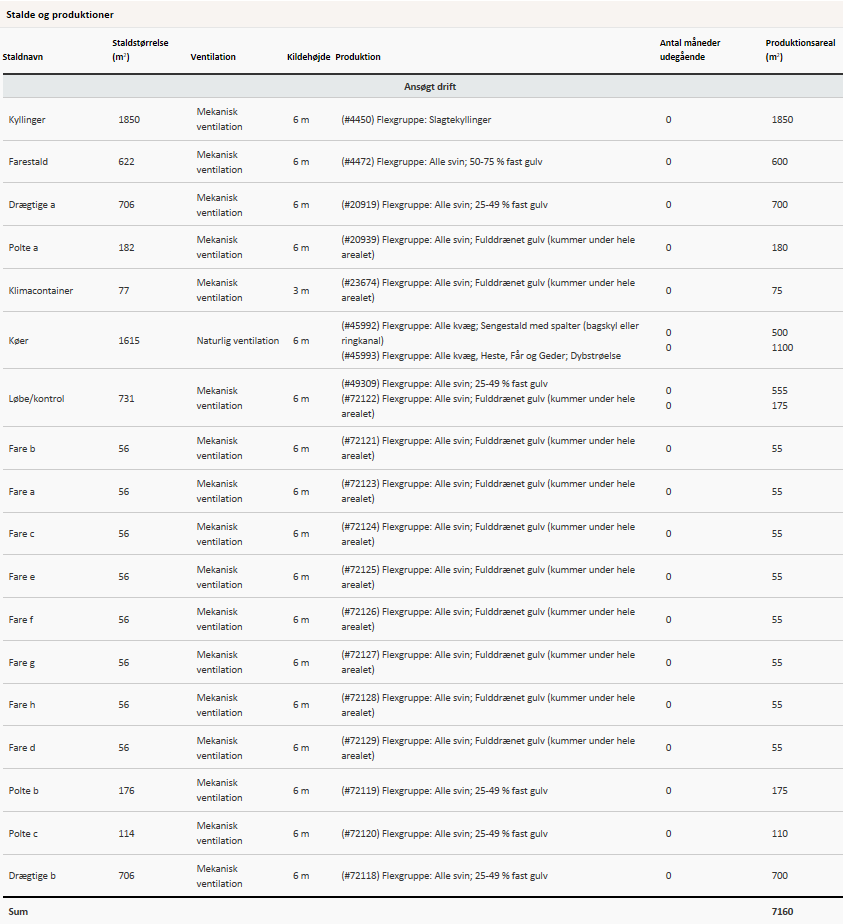 Stalde og produktioner
Staldnavn Staldstørrelse (m²) Ventilation Kildehøjde Produktion Antal måneder udegående Produktionsareal (m²)
Ansøgt drift
Kyllinger 1850 Mekanisk ventilation 6 m (#4450) Flexgruppe: Slagtekyllinger 0 1850
Farestald 622 Mekanisk ventilation 6 m (#4472) Flexgruppe: Alle svin; 50-75 % fast gulv 0 600
Drægtige a 706 Mekanisk ventilation 6 m (#20919) Flexgruppe: Alle svin; 25-49 % fast gulv 0 700
Polte a 182 Mekanisk ventilation 6 m (#20939) Flexgruppe: Alle svin; Fulddrænet gulv (kummer under hele arealet) 0 180
Klimacontainer 77 Mekanisk ventilation 3 m (#23674) Flexgruppe: Alle svin; Fulddrænet gulv (kummer under hele arealet) 0 75
Køer 1615 Naturlig ventilation 6 m (#45992) Flexgruppe: Alle kvæg; Sengestald med spalter (bagskyl eller ringkanal) 0 500
(#45993) Flexgruppe: Alle kvæg, Heste, Får og Geder; Dybstrøelse 0 1100
Løbe/kontrol 731 Mekanisk ventilation 6 m (#49309) Flexgruppe: Alle svin; 25-49 % fast gulv 0 555
(#72122) Flexgruppe: Alle svin; Fulddrænet gulv (kummer under hele arealet) 0 175
Fare b 56 Mekanisk ventilation 6 m (#72121) Flexgruppe: Alle svin; Fulddrænet gulv (kummer under hele arealet) 0 55
Fare a 56 Mekanisk ventilation 6 m (#72123) Flexgruppe: Alle svin; Fulddrænet gulv (kummer under hele arealet) 0 55
Fare c 56 Mekanisk ventilation 6 m (#72124) Flexgruppe: Alle svin; Fulddrænet gulv (kummer under hele arealet) 0 55
Fare e 56 Mekanisk ventilation 6 m (#72125) Flexgruppe: Alle svin; Fulddrænet gulv (kummer under hele arealet) 0 55
Fare f 56 Mekanisk ventilation 6 m (#72126) Flexgruppe: Alle svin; Fulddrænet gulv (kummer under hele arealet) 0 55
Fare g 56 Mekanisk ventilation 6 m (#72127) Flexgruppe: Alle svin; Fulddrænet gulv (kummer under hele arealet) 0 55
Fare h 56 Mekanisk ventilation 6 m (#72128) Flexgruppe: Alle svin; Fulddrænet gulv (kummer under hele arealet) 0 55
Fare d 56 Mekanisk ventilation 6 m (#72129) Flexgruppe: Alle svin; Fulddrænet gulv (kummer under hele arealet) 0 55
Polte b 176 Mekanisk ventilation 6 m (#72119) Flexgruppe: Alle svin; 25-49 % fast gulv 0 175
Polte c 114 Mekanisk ventilation 6 m (#72120) Flexgruppe: Alle svin; 25-49 % fast gulv 0 110
Drægtige b 706 Mekanisk ventilation 6 m (#72118) Flexgruppe: Alle svin; 25-49 % fast gulv 0 700
Sum 7160